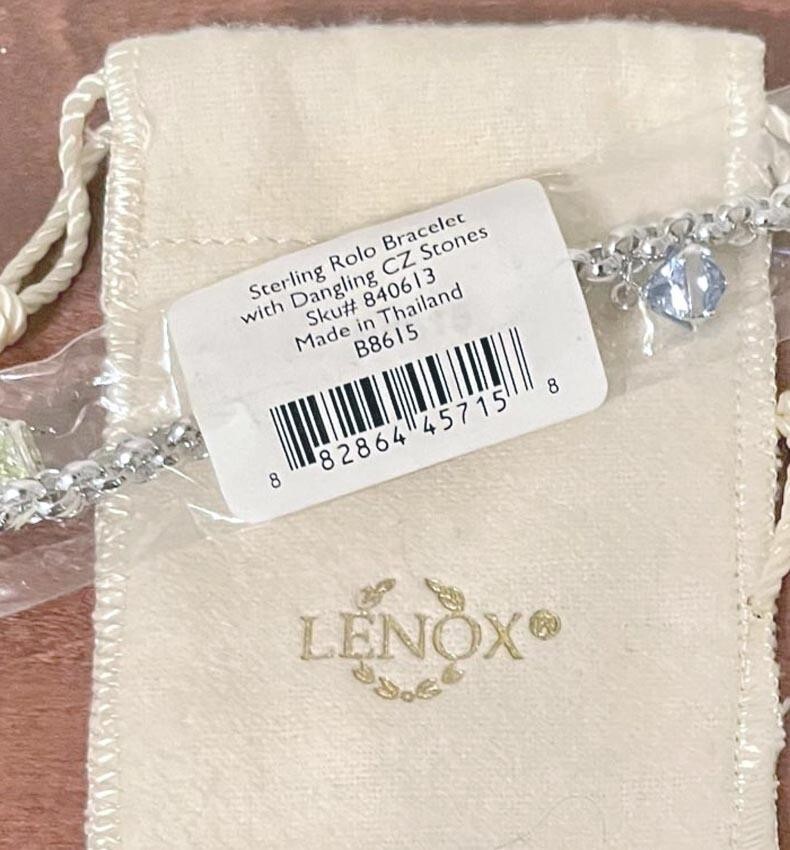 Sterling Rolo Bracelet
with Dangling CZ Stones
Sku# 840613
Made in Thailand
B8615
8 82864 45715 8
LENOX®